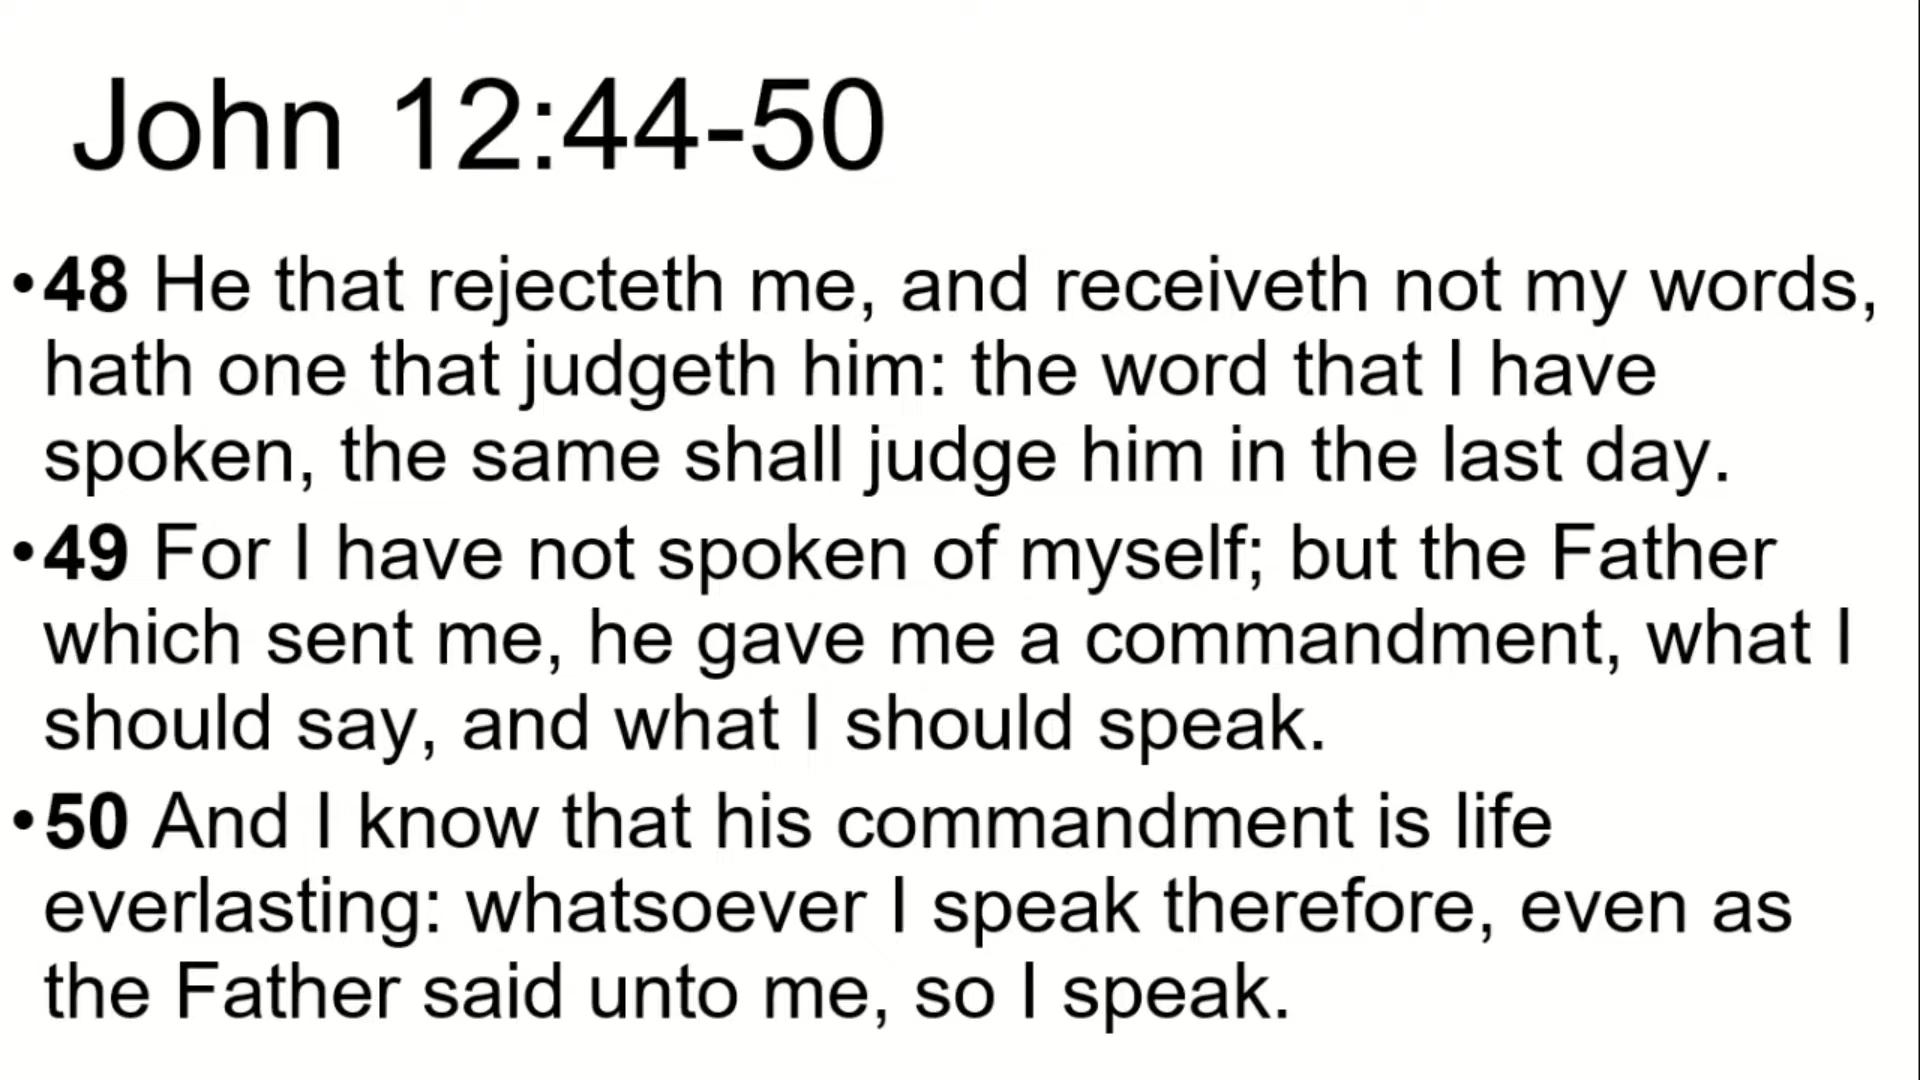 John 12:44-50
•48 He that rejecteth me, and receiveth not my words,
hath one that judgeth him: the word that I have
spoken, the same shall judge him in the last day.
•49 For I have not spoken of myself; but the Father
which sent me, he gave me a commandment, what I
should say, and what I should speak.
•50 And I know that his commandment is life
everlasting: whatsoever I speak therefore, even as
the Father said unto me, so I speak.